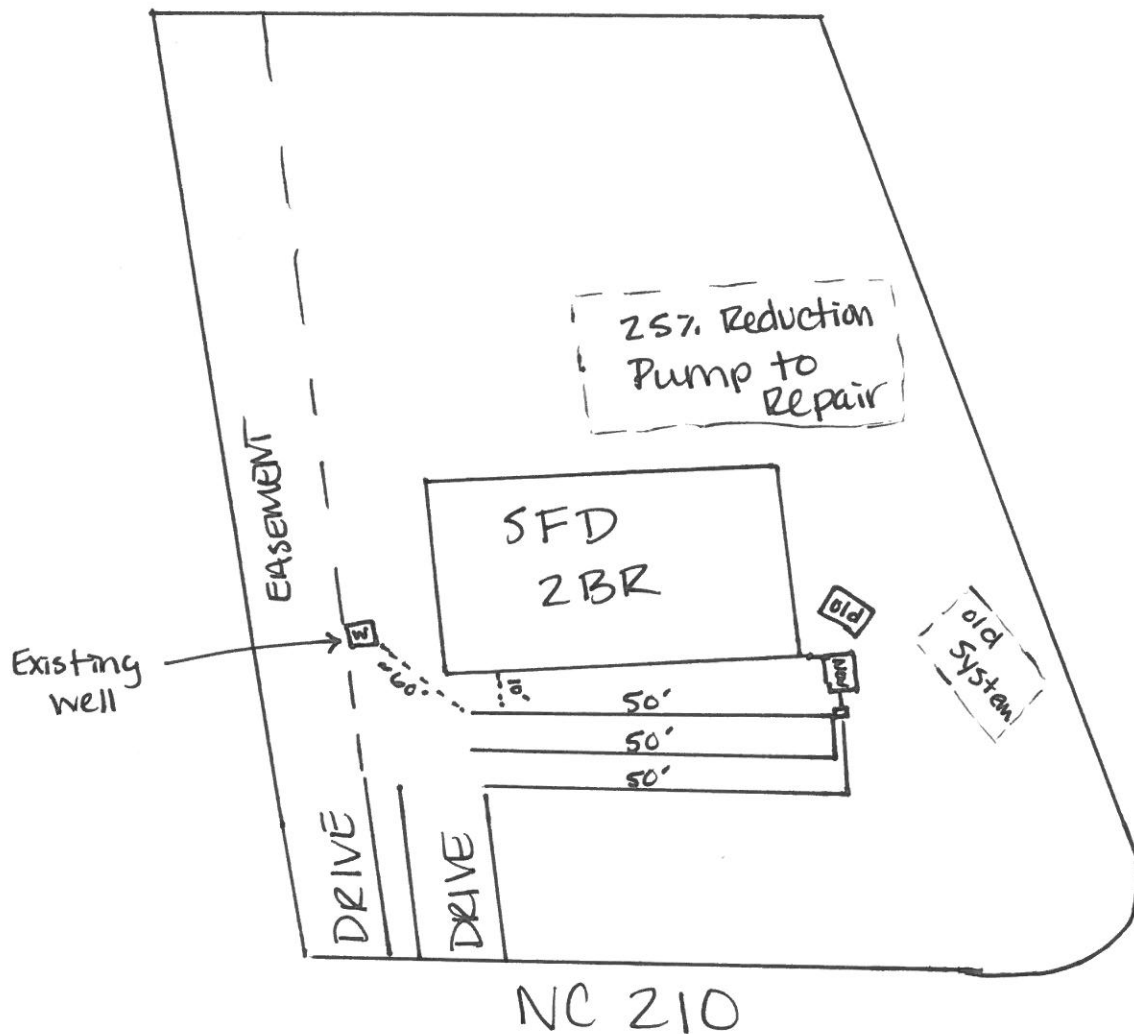 25% Reduction
Pump to
Repair
EASEMENT
SFD
2BR
Existing
well
W
~60'
10'
old
New
old
System
50'
50'
50'
DRIVE
DRIVE
NC 210